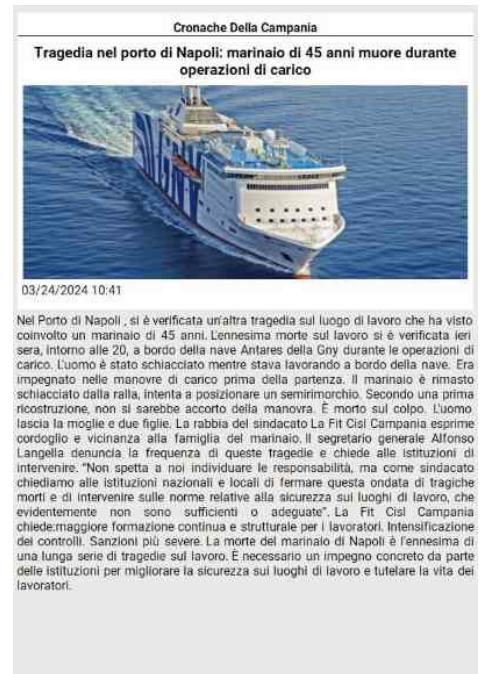 Cronache Della Campania
Tragedia nel porto di Napoli: marinaio di 45 anni muore durante
operazioni di carico
GNV
03/24/2024 10:41
Nel Porto di Napoli , si è verificata un'altra tragedia sul luogo di lavoro che ha visto
coinvolto un marinaio di 45 anni. L'ennesima morte sul lavoro si è verificata ieri
sera, intorno alle 20, a bordo della nave Antares della Gny durante le operazioni di
carico. L'uomo è stato schiacciato mentre stava lavorando a bordo della nave. Era
impegnato nelle manovre di carico prima della partenza. Il marinaio è rimasto
schiacciato dalla ralla, intenta a posizionare un semirimorchio. Secondo una prima
ricostruzione, non si sarebbe accorto della manovra. È morto sul colpo. L'uomo
lascia la moglie e due figlie. La rabbia del sindacato La Fit Cisl Campania esprime
cordoglio e vicinanza alla famiglia del marinaio. Il segretario generale Alfonso
Langella denuncia la frequenza di queste tragedie e chiede alle istituzioni di
intervenire. "Non spetta a noi individuare le responsabilità, ma come sindacato
chiediamo alle istituzioni nazionali e locali di fermare questa ondata di tragiche
morti e di intervenire sulle norme relative alla sicurezza sui luoghi di lavoro, che
evidentemente non sono sufficienti o adeguate". La Fit Cisl Campania
chiede:maggiore formazione continua e strutturale per i lavoratori. Intensificazione
dei controlli. Sanzioni più severe. La morte del marinaio di Napoli è l'ennesima di
una lunga serie di tragedie sul lavoro. È necessario un impegno concreto da parte
delle istituzioni per migliorare la sicurezza sui luoghi di lavoro e tutelare la vita dei
lavoratori.